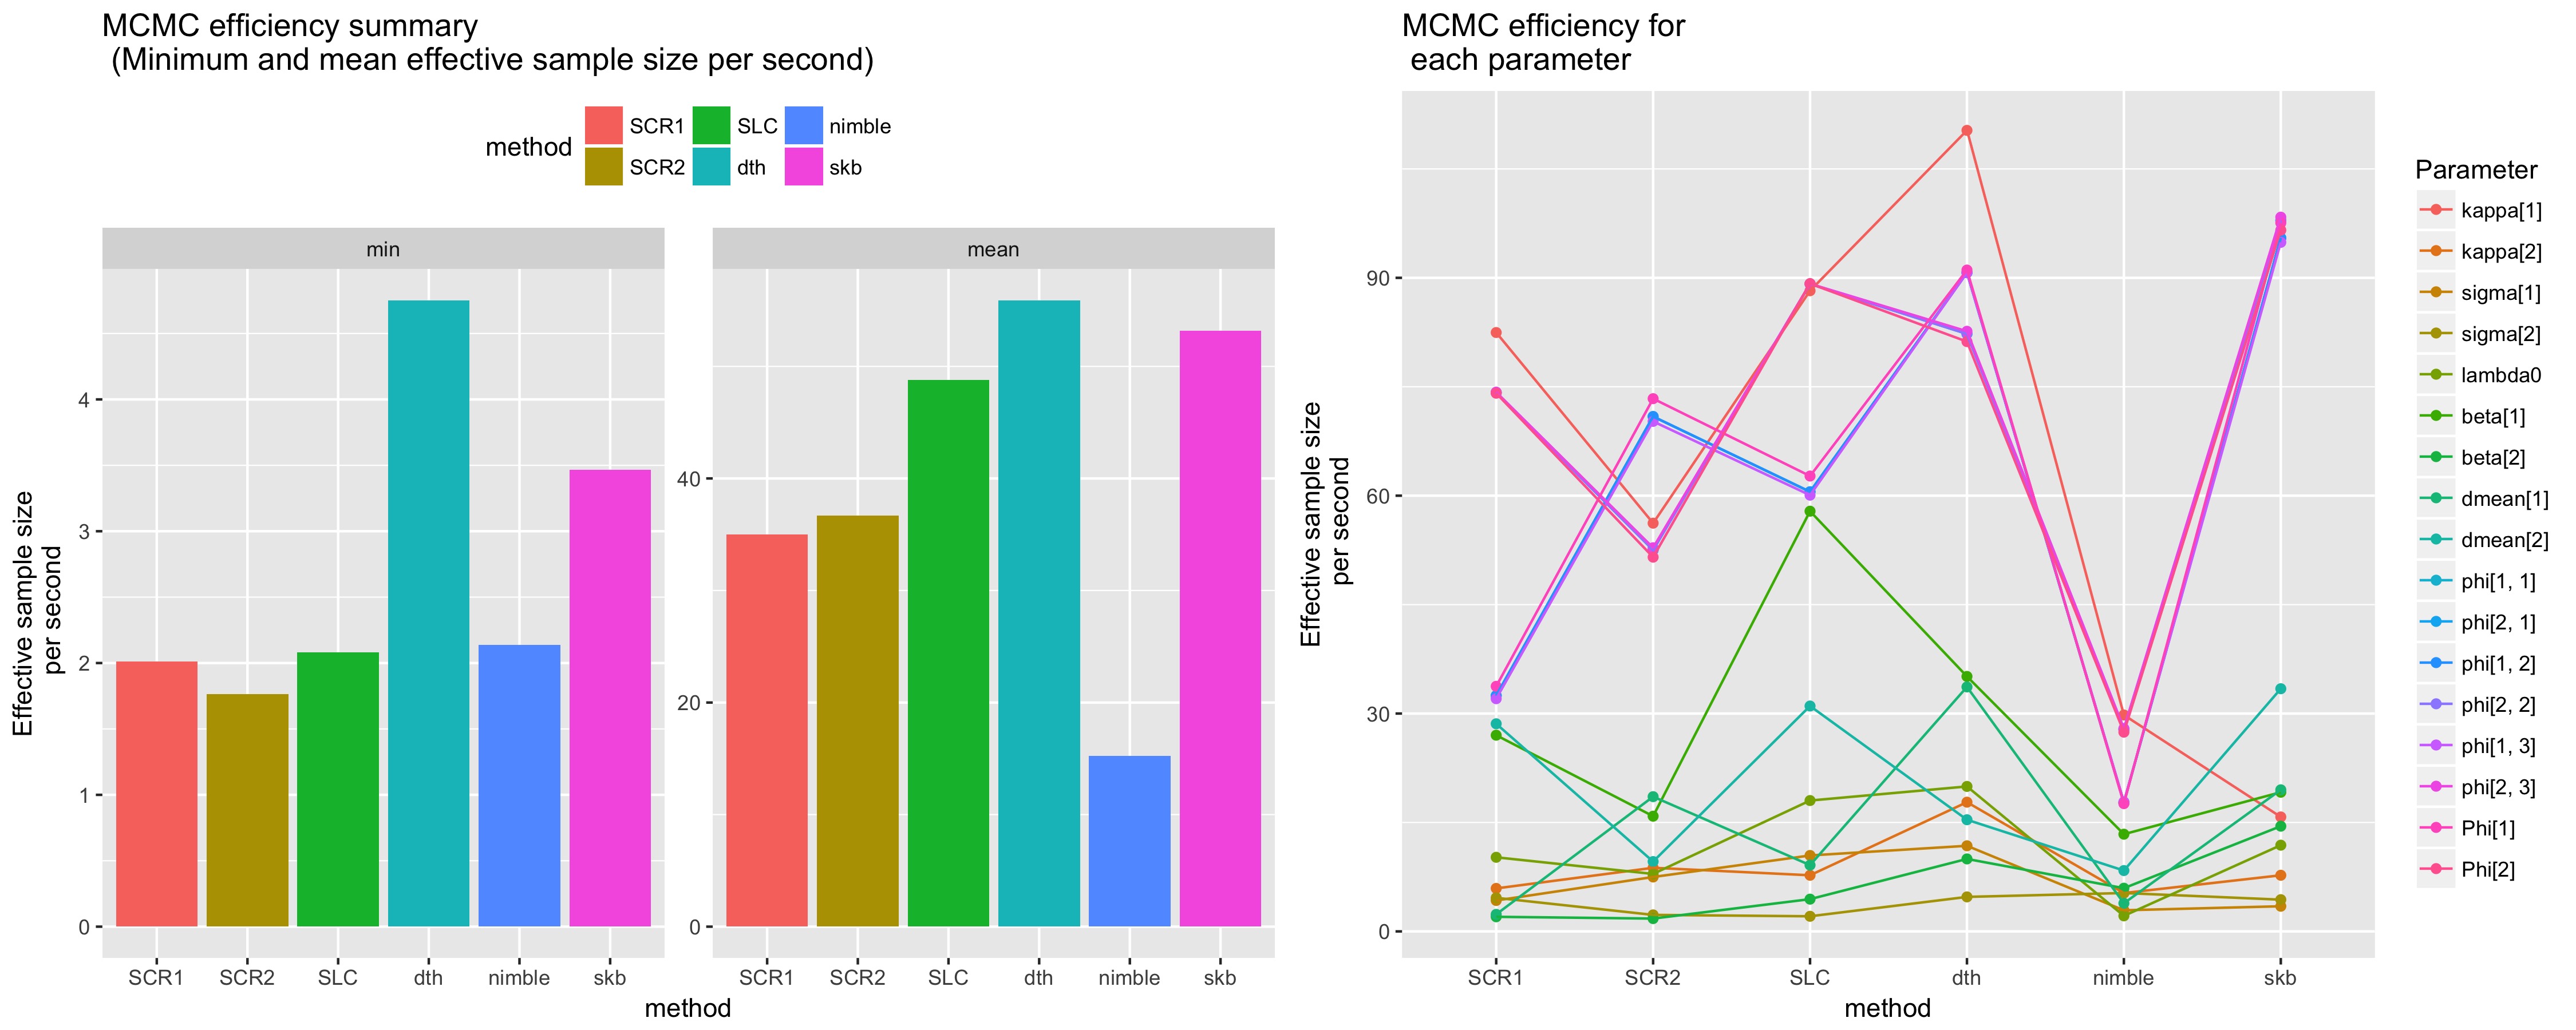 MCMC efficiency summary
(Minimum and mean effective sample size per second)
method
SCR1
SLC
nimble
SCR2
dth
skb
min
mean
Effective sample size
per second
4
3
2
1
0
40
20
0
SCR1 SCR2 SLC dth nimble skb
SCR1 SCR2 SLC dth nimble skb
method
MCMC efficiency for
each parameter
Effective sample size
per second
90
60
30
0
SCR1 SCR2 SLC dth nimble skb
method
Parameter
kappa[1]
kappa[2]
sigma[1]
sigma[2]
lambda0
beta[1]
beta[2]
dmean[1]
dmean[2]
phi[1, 1]
phi[2, 1]
phi[1, 2]
phi[2, 2]
phi[1, 3]
phi[2, 3]
Phi[1]
Phi[2]